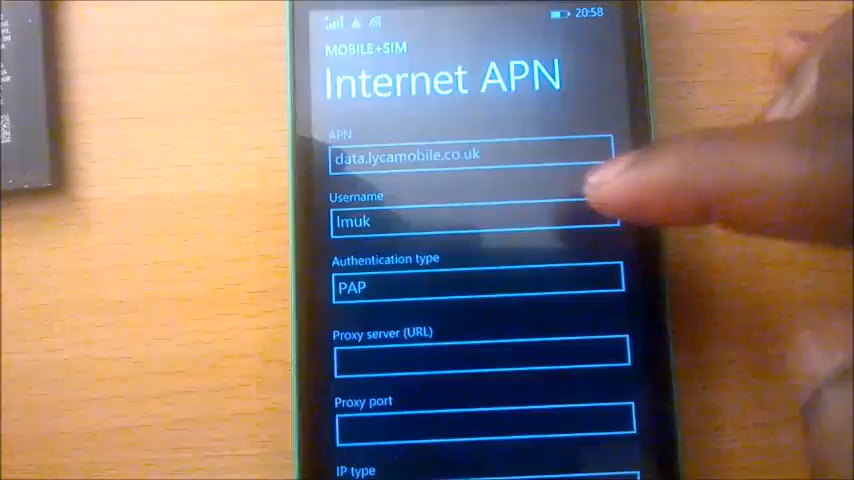 20:58
MOBILE+SIM
Internet APN
APN
data.lycamobile.co.uk
Username
lmuk
Authentication type
PAP
Proxy server (URL)
Proxy port
IP type